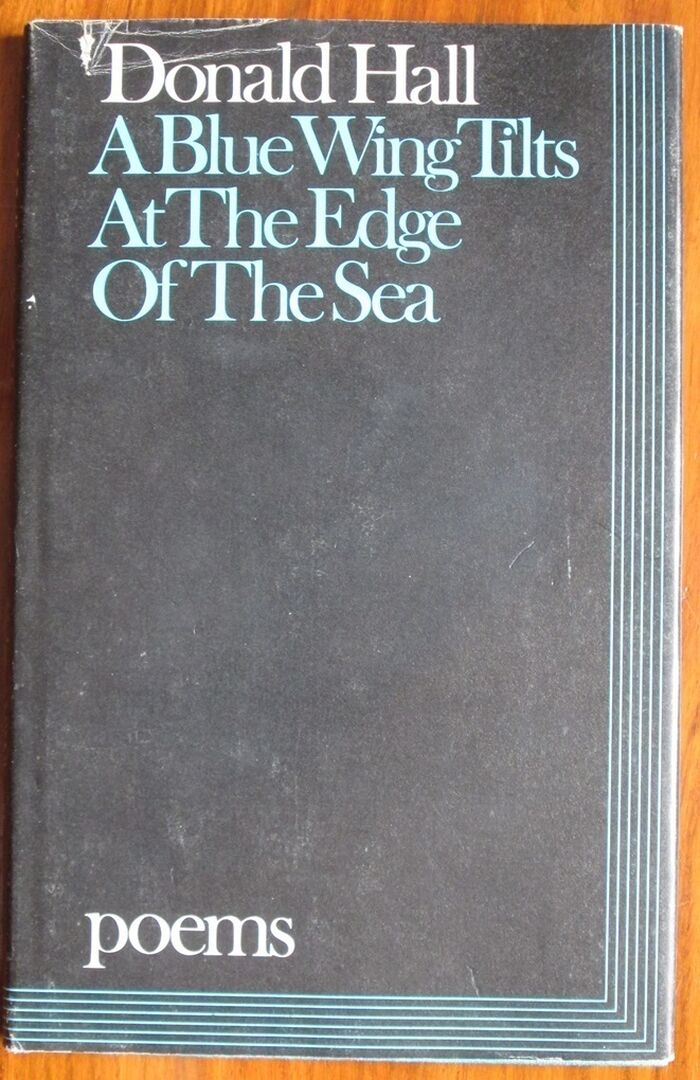 Donald Hall
A Blue Wing Tilts
At The Edge
Of The Sea
poems